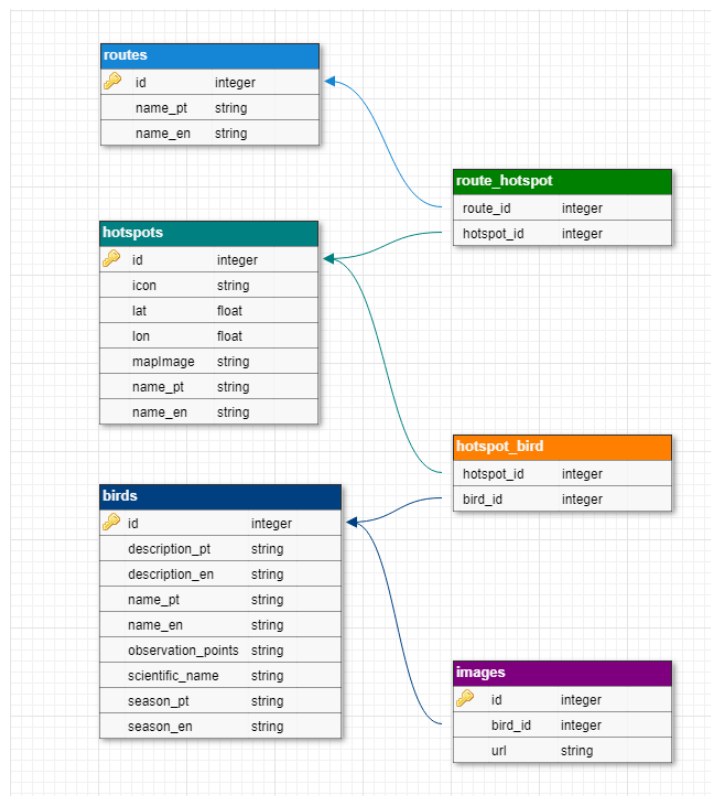 routes
id integer
name_pt string
name_en string
route_hotspot
route_id integer
hotspot_id integer
hotspots
id integer
icon string
lat float
lon float
mapImage string
name_pt string
name_en string
hotspot_bird
hotspot_id integer
bird_id integer
birds
id integer
description_pt string
description_en string
name_pt string
name_en string
observation_points string
scientific_name string
season_pt string
season_en string
images
id integer
bird_id integer
url string